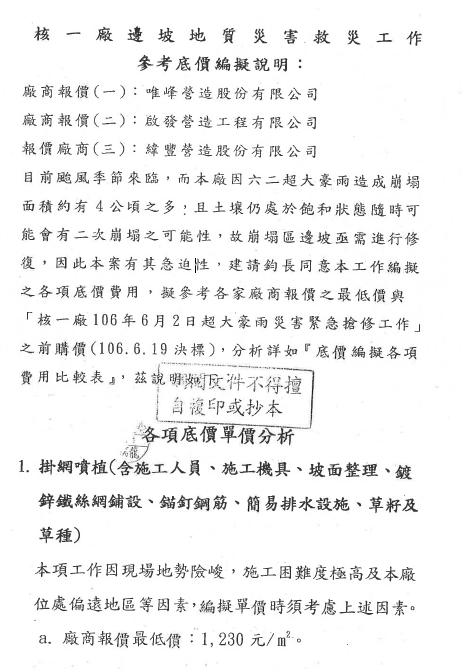 核一廠邊坡地質災害救災工作
參考底價編擬說明：
廠商報價(一)：唯峰營造股份有限公司
廠商報價(二)：啟發營造工程有限公司
報價廠商(三)：緯豐營造股份有限公司
目前颱風季節來臨，而本廠因六二超大豪雨造成崩塌
面積約有 4 公頃之多，且土壤仍處於飽和狀態隨時可
能會有二次崩塌之可能性，故崩塌區邊坡亟需進行修
復，因此本案有其急迫性，建請鈞長同意本工作編擬
之各項底價費用，擬參考各家廠商報價之最低價與
「核一廠 106 年 6 月 2 日超大豪雨災害緊急搶修工作」
之前購價(106.6.19 決標)，分析詳如『底價編擬各項
費用比較表』，茲說明如下：
文件不得擅
自複印或抄本
各項底價單價分析
1. 掛網噴植(含施工人員、施工機具、坡面整理、鍍
鋅鐵絲網鋪設、錨釘鋼筋、簡易排水設施、草籽及
草種)
本項工作因現場地勢險峻，施工困難度極高及本廠
位處偏遠地區等因素，編擬單價時須考慮上述因素。
a. 廠商報價最低價：1,230 元/m²。